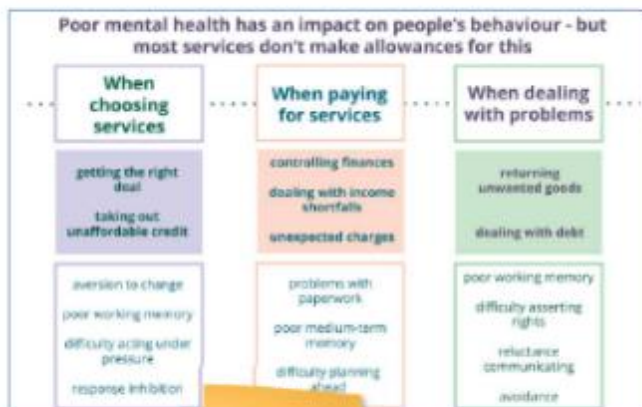 Poor mental health has an impact on people's behaviour - but
most services don't make allowances for this
When
choosing
services
When paying
for services
When dealing
with problems
getting the right
deal
taking out
unaffordable credit
controlling finances
dealing with income
shortfalls
unexpected charges
returning
unwanted goods
dealing with debt
aversion to change
poor working memory
difficulty acting under
pressure
response inhibition
problems with
paperwork
poor medium-term
memory
difficulty planning
ahead
poor working memory
difficulty asserting
rights
reluctance
communicating
avoidance